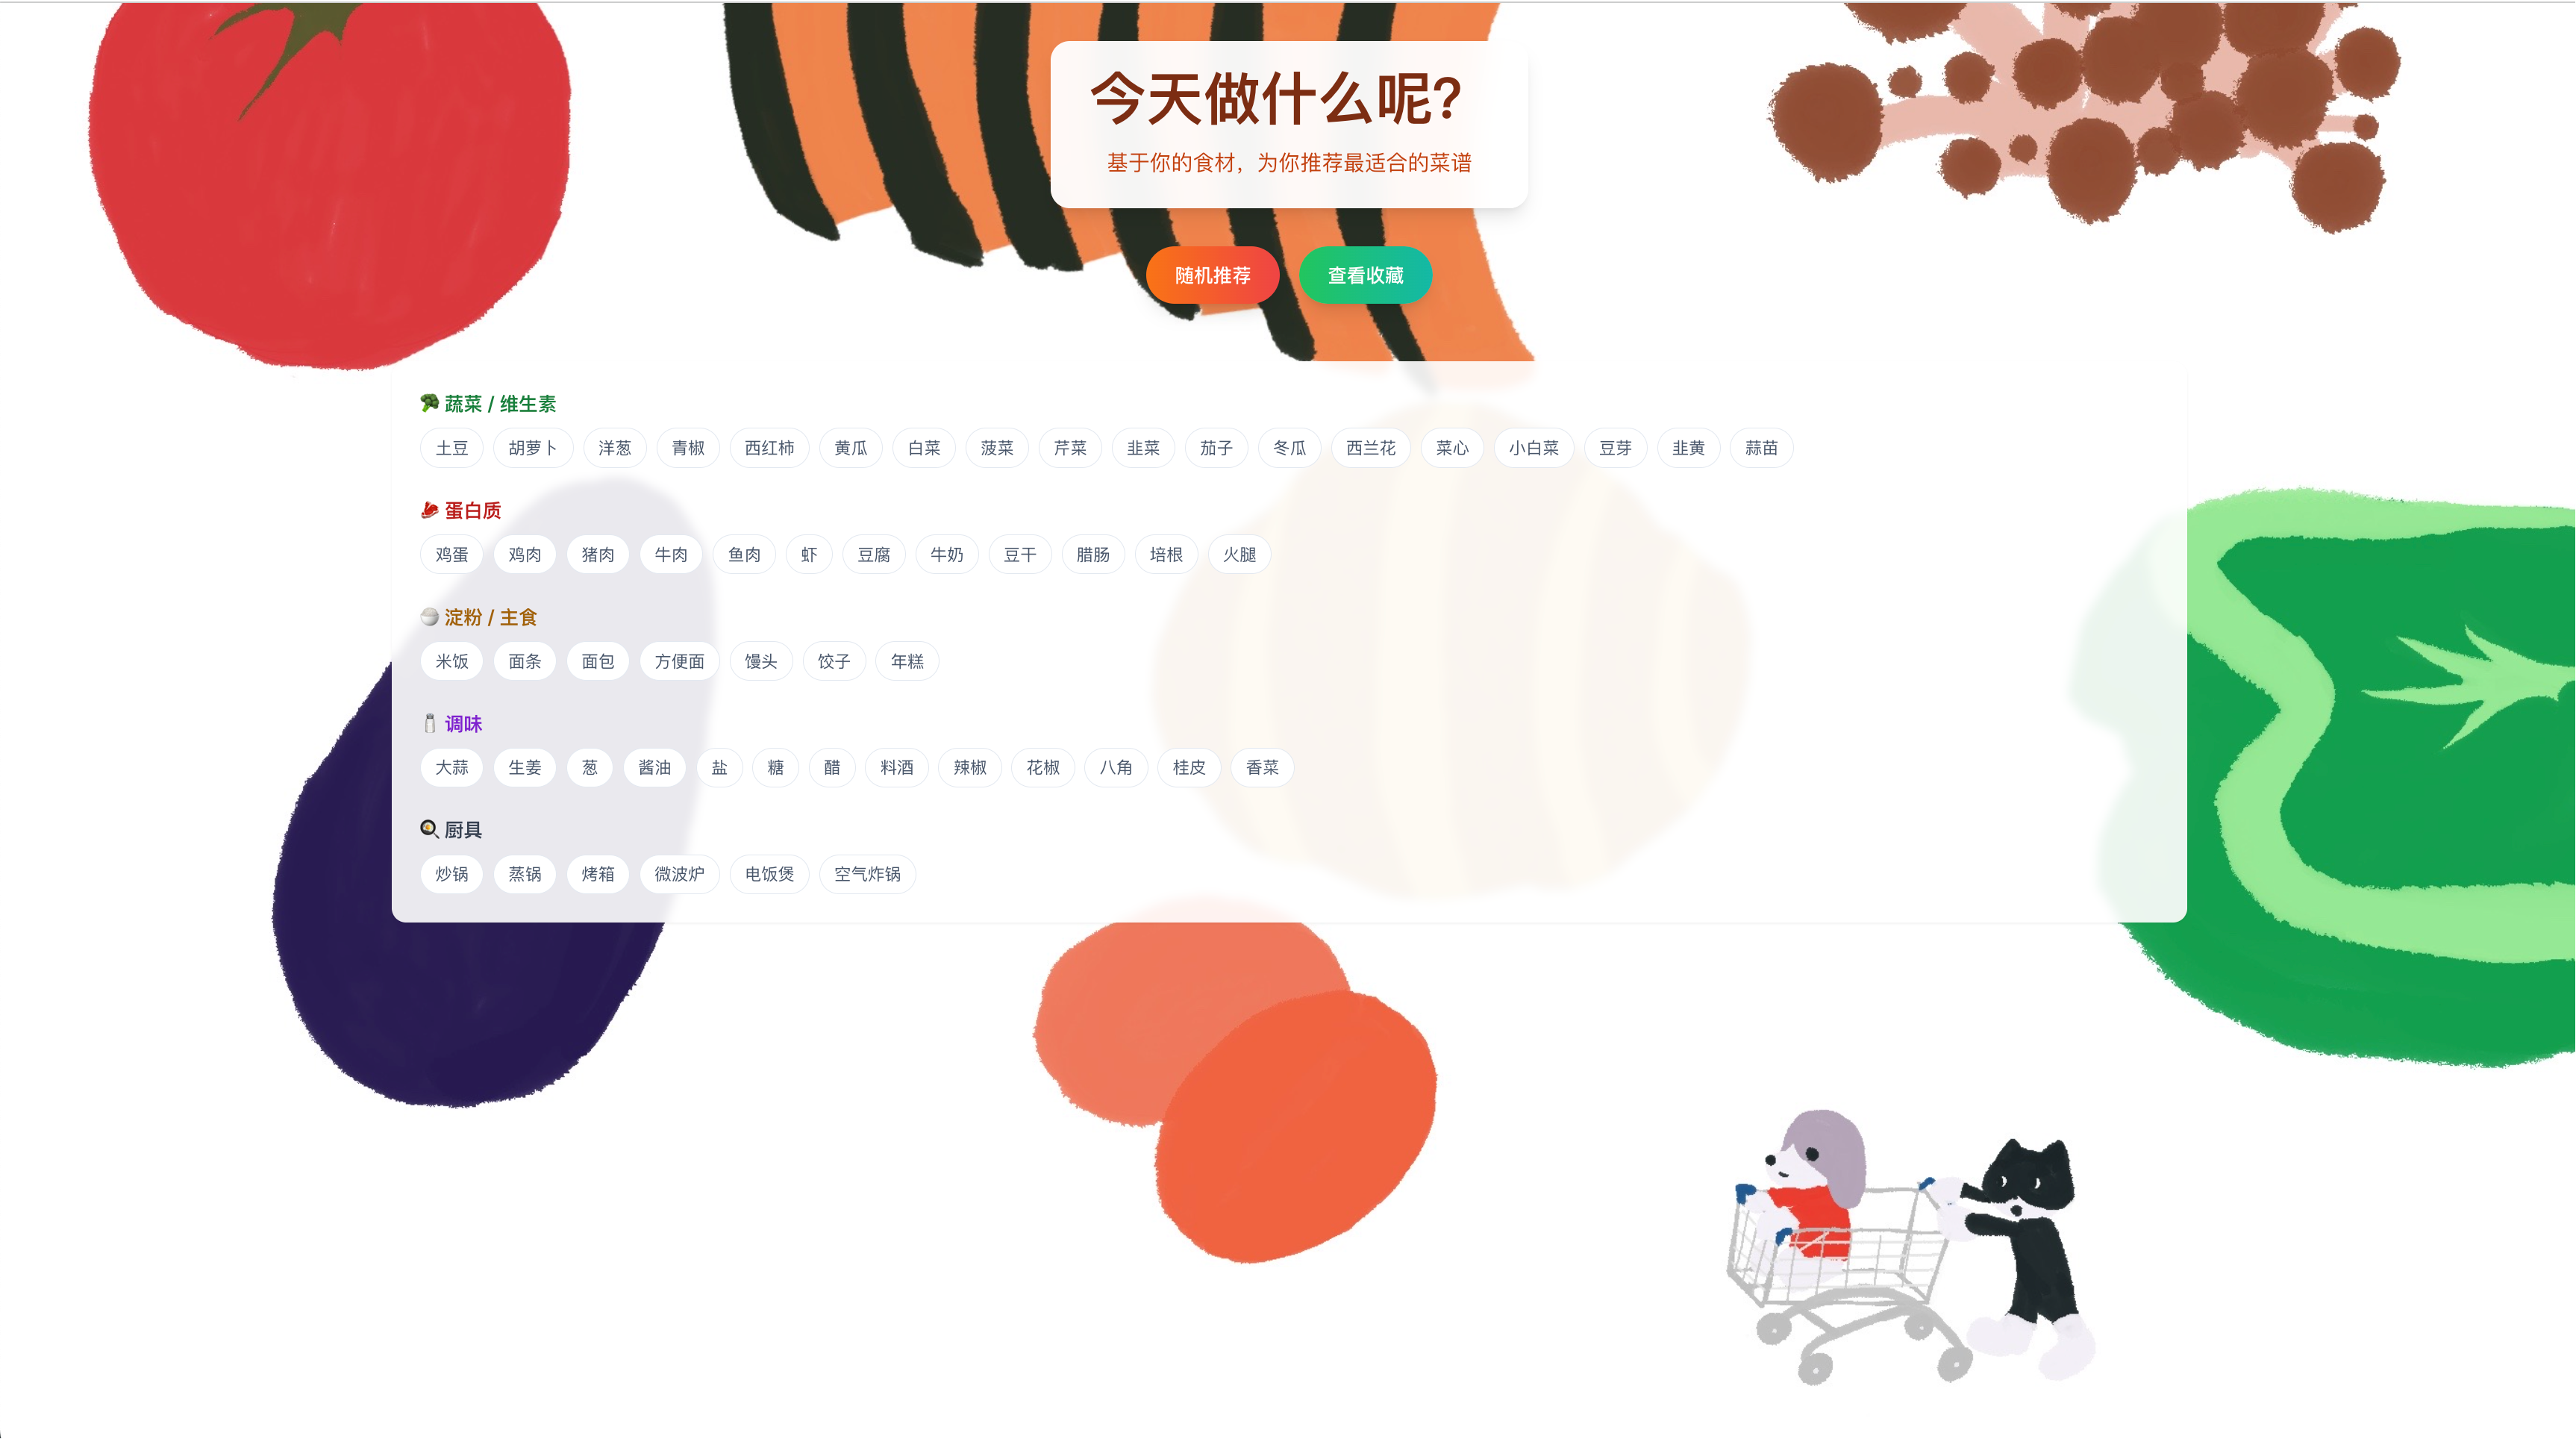 今天做什么呢?
基于你的食材，为你推荐最适合的菜谱
随机推荐 查看收藏
🥦 蔬菜 / 维生素
土豆 胡萝卜 洋葱 青椒 西红柿 黄瓜 白菜 菠菜 芹菜 韭菜 茄子 冬瓜 西兰花 菜心 小白菜 豆芽 韭黄 蒜苗
🥩 蛋白质
鸡蛋 鸡肉 猪肉 牛肉 鱼肉 虾 豆腐 牛奶 豆干 腊肠 培根 火腿
🍚 淀粉 / 主食
米饭 面条 面包 方便面 馒头 饺子 年糕
🧂 调味
大蒜 生姜 葱 酱油 盐 糖 醋 料酒 辣椒 花椒 八角 桂皮 香菜
🍳 厨具
炒锅 蒸锅 烤箱 微波炉 电饭煲 空气炸锅